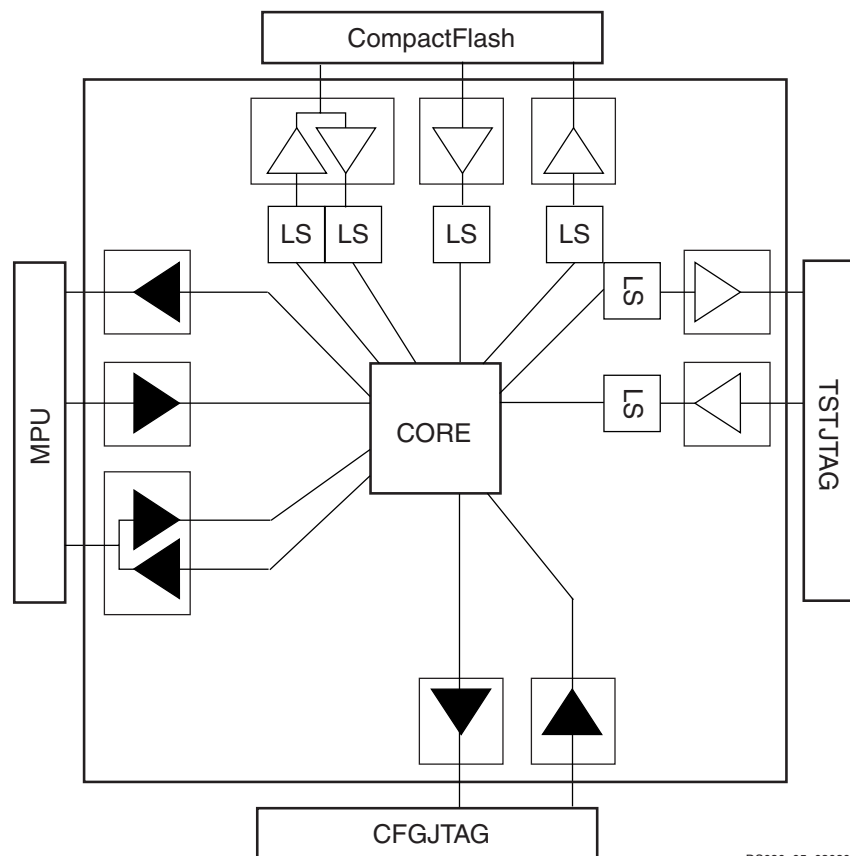 CompactFlash
LS LS LS LS
LS
LS
MPU
CORE
TSTJTAG
CFGJTAG